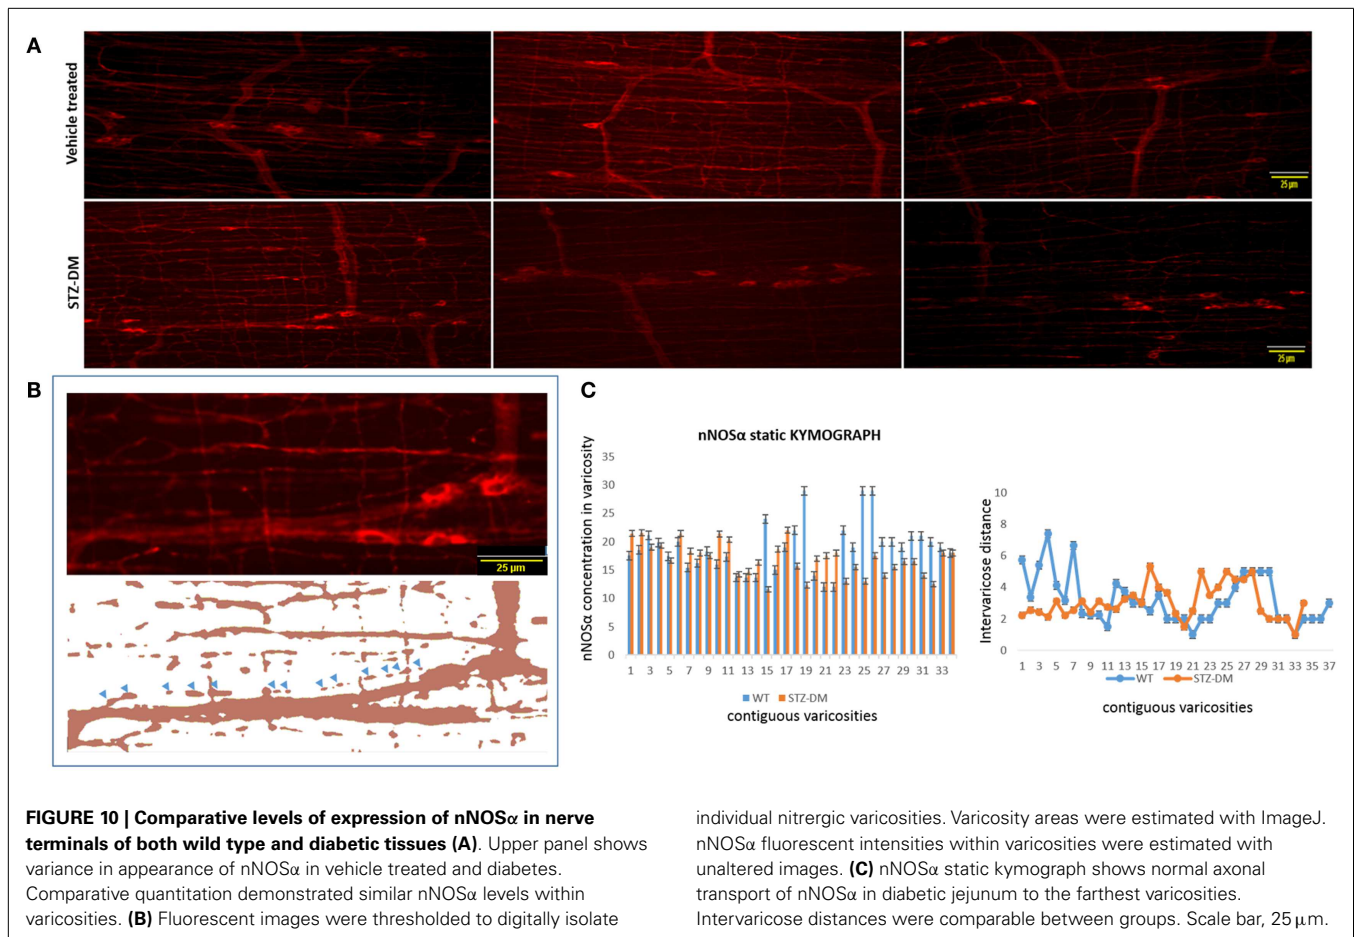 A
Vehicle treated
25 µm
STZ-DM
25 µm
B
25 µm
C
nNOSα static KYMOGRAPH
nNOSα concentration in varicosity
35
30
25
20
15
10
5
0
1 3 5 7 9 11 13 15 17 19 21 23 25 27 29 31 33
WT STZ-DM
contiguous varicosities
Intervaricose distance
10
8
6
4
2
0
1 3 5 7 9 11 13 15 17 19 21 23 25 27 29 31 33 35 37
WT STZ-DM
contiguous varicosities
FIGURE 10 | Comparative levels of expression of nNOSα in nerve
terminals of both wild type and diabetic tissues (A). Upper panel shows
variance in appearance of nNOSα in vehicle treated and diabetes.
Comparative quantitation demonstrated similar nNOSα levels within
varicosities. (B) Fluorescent images were thresholded to digitally isolate
individual nitrergic varicosities. Varicosity areas were estimated with ImageJ.
nNOSα fluorescent intensities within varicosities were estimated with
unaltered images. (C) nNOSα static kymograph shows normal axonal
transport of nNOSα in diabetic jejunum to the farthest varicosities.
Intervaricose distances were comparable between groups. Scale bar, 25 µm.